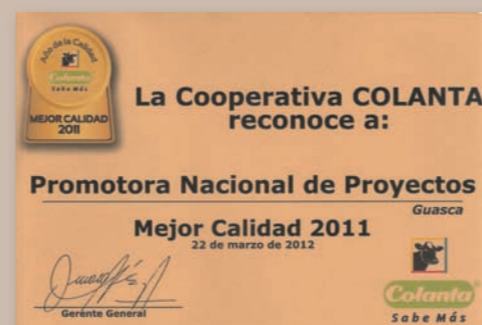 Año de la Calidad
Colanta
Sabe Más
MEJOR CALIDAD
2011
La Cooperativa COLANTA
reconoce a:
Promotora Nacional de Proyectos
Guasca
Mejor Calidad 2011
22 de marzo de 2012
Gerente General
Colanta
Sabe Más